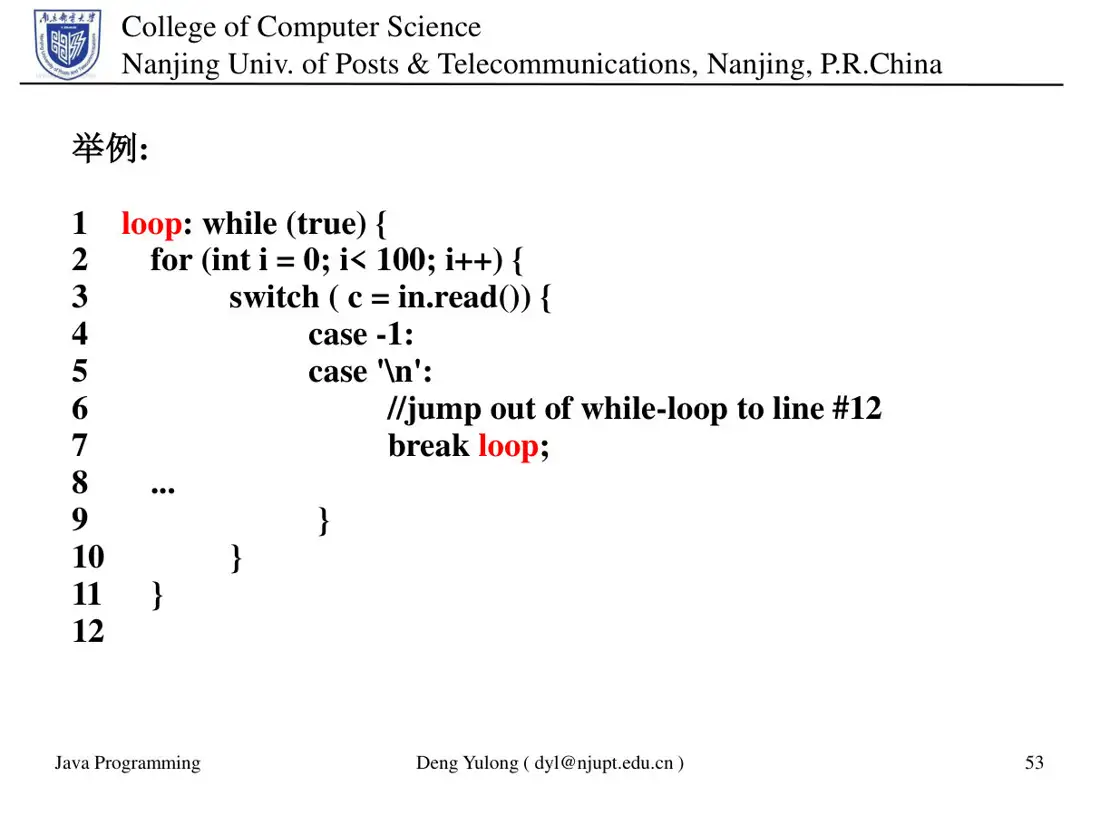 College of Computer Science
Nanjing Univ. of Posts & Telecommunications, Nanjing, P.R.China
举例:
1 loop: while (true) {
2 for (int i = 0; i< 100; i++) {
3 switch ( c = in.read()) {
4 case -1:
5 case '\n':
6 //jump out of while-loop to line #12
7 break loop;
8 ...
9 }
10 }
11 }
12
Java Programming Deng Yulong ( dyl@njupt.edu.cn ) 53